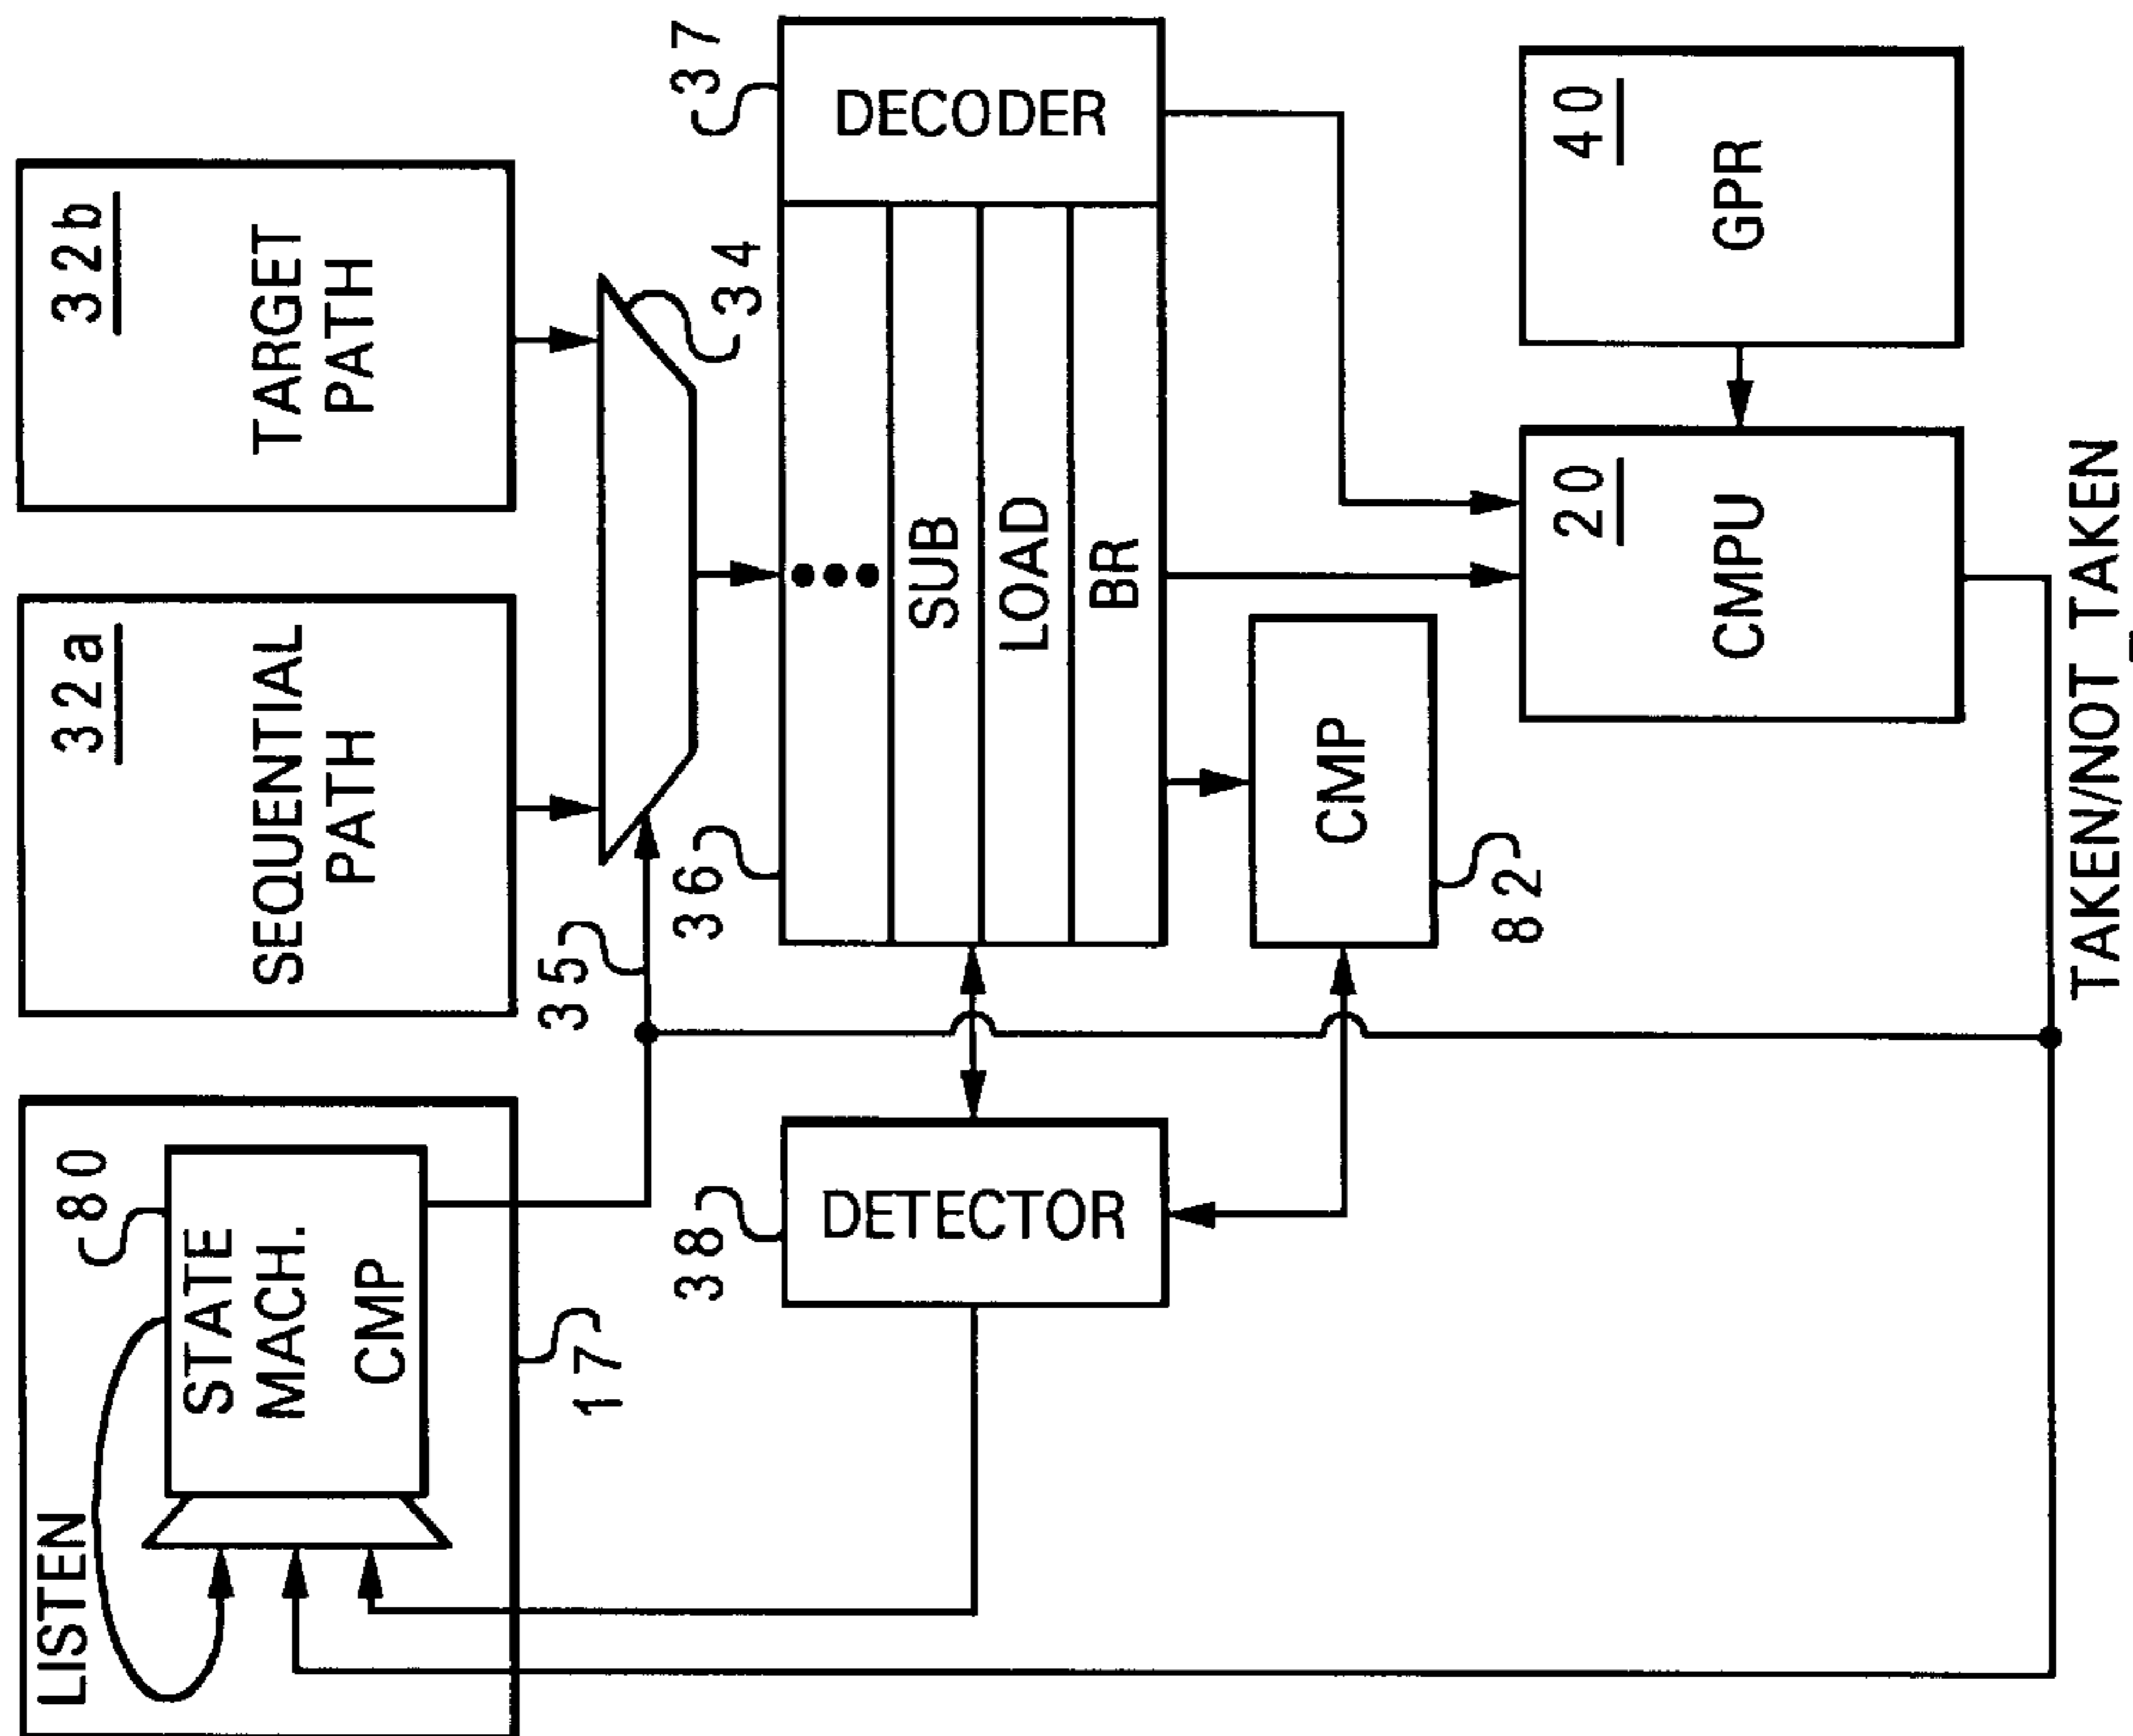 LISTEN
80
STATE
MACH.
CMP
17
32a
SEQUENTIAL
PATH
32b
TARGET
PATH
35
34
36
37
•••
SUB
LOAD
BR
DECODER
38
DETECTOR
CMP
82
20
CMPU
40
GPR
TAKEN/NOT_TAKEN